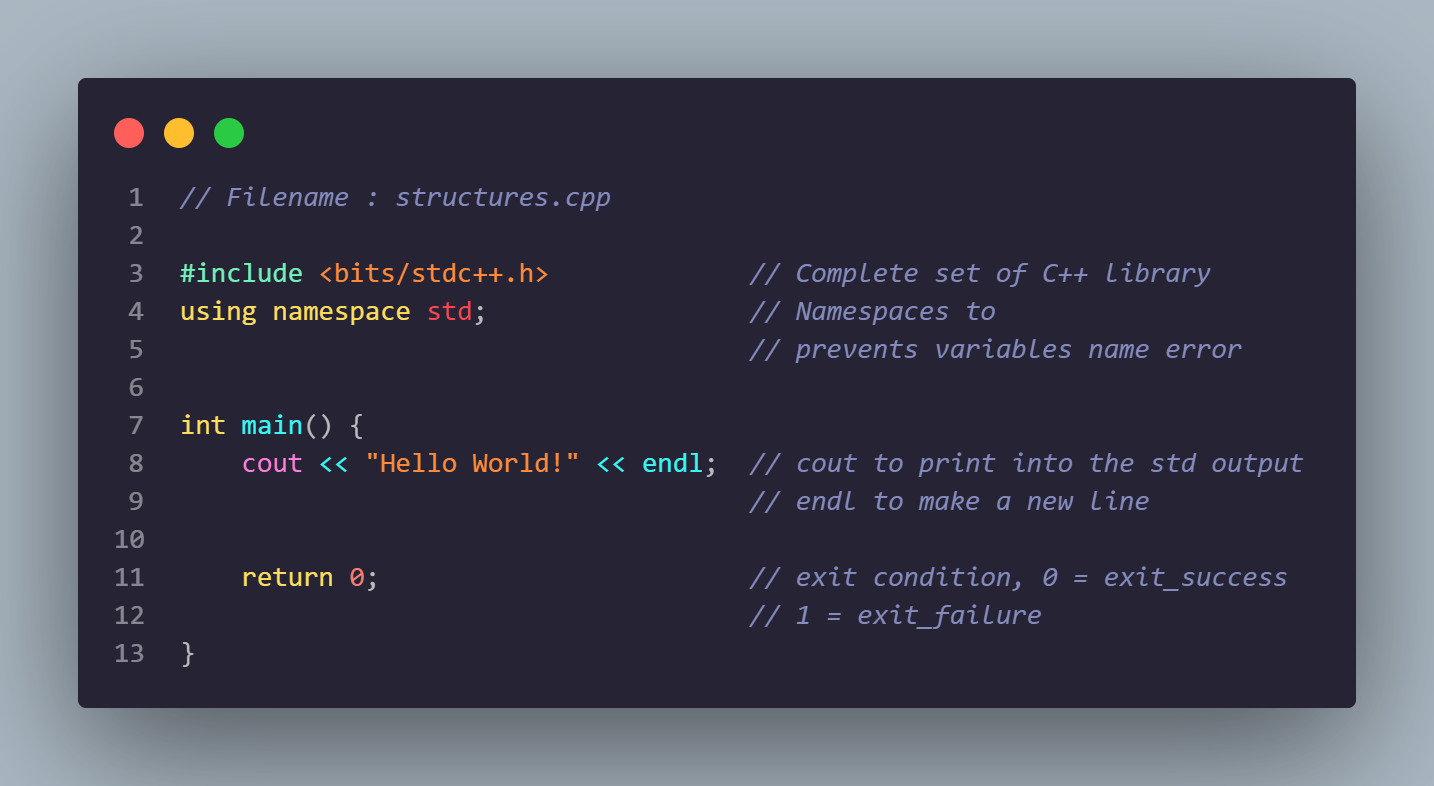 1 // Filename : structures.cpp
2
3 #include <bits/stdc++.h> // Complete set of C++ library
4 using namespace std; // Namespaces to
5 // prevents variables name error
6
7 int main() {
8 cout << "Hello World!" << endl; // cout to print into the std output
9 // endl to make a new line
10
11 return 0; // exit condition, 0 = exit_success
12 // 1 = exit_failure
13 }